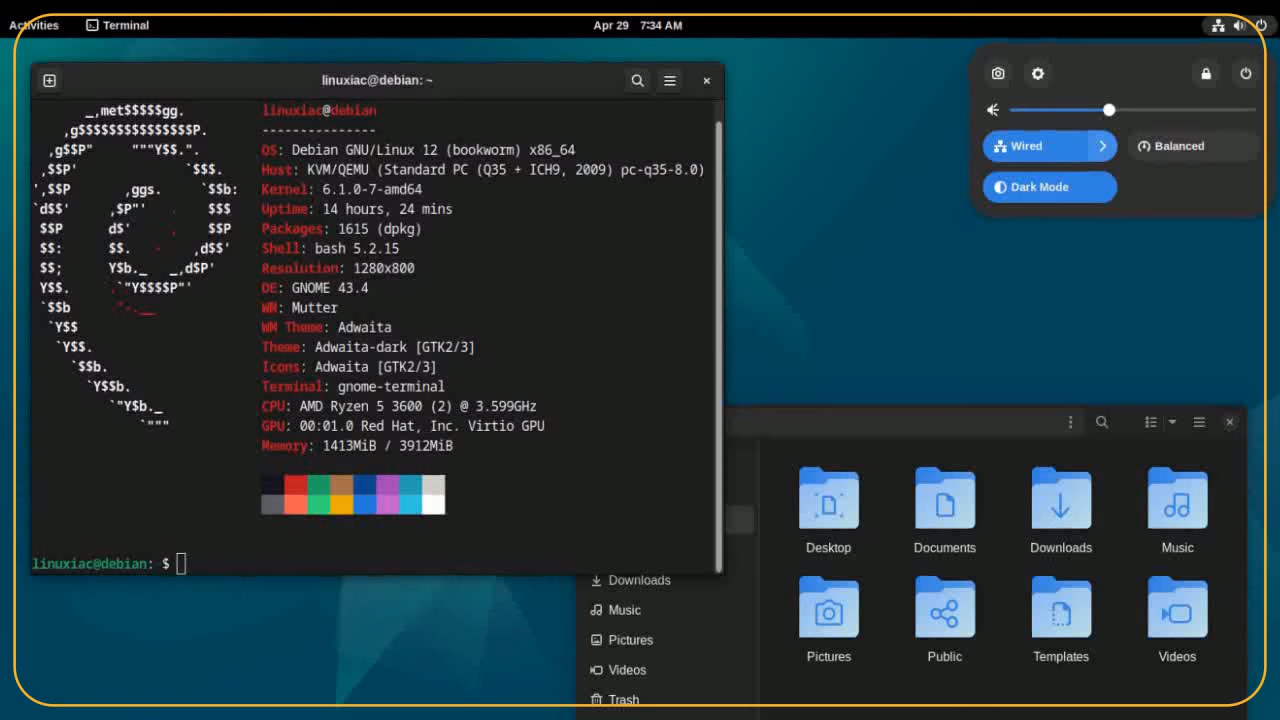 Activities
Terminal
Apr 29 7:34 AM
linuxiac@debian: ~
linuxiac@debian
---------------
OS: Debian GNU/Linux 12 (bookworm) x86_64
Host: KVM/QEMU (Standard PC (Q35 + ICH9, 2009) pc-q35-8.0)
Kernel: 6.1.0-7-amd64
Uptime: 14 hours, 24 mins
Packages: 1615 (dpkg)
Shell: bash 5.2.15
Resolution: 1280x800
DE: GNOME 43.4
WM: Mutter
WM Theme: Adwaita
Theme: Adwaita-dark [GTK2/3]
Icons: Adwaita [GTK2/3]
Terminal: gnome-terminal
CPU: AMD Ryzen 5 3600 (2) @ 3.599GHz
GPU: 00:01.0 Red Hat, Inc. Virtio GPU
Memory: 1413MiB / 3912MiB
linuxiac@debian: $
Wired
Balanced
Dark Mode
Downloads
Music
Pictures
Videos
Trash
Desktop
Documents
Downloads
Music
Pictures
Public
Templates
Videos